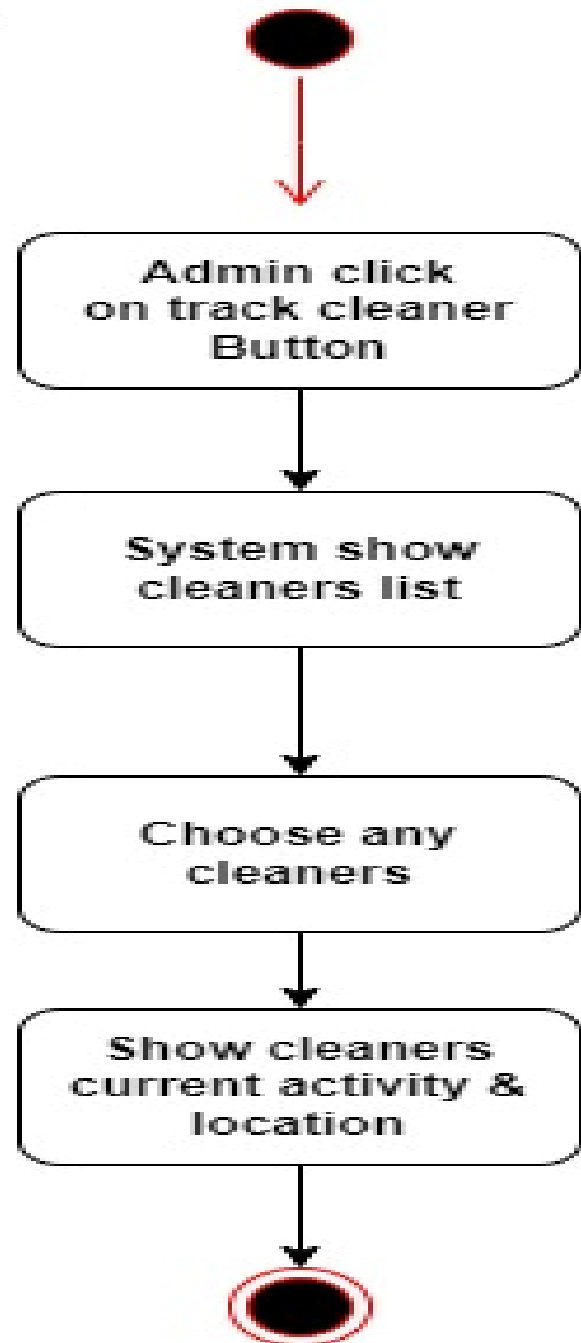 Admin click
on track cleaner
Button
System show
cleaners list
Choose any
cleaners
Show cleaners
current activity &
location